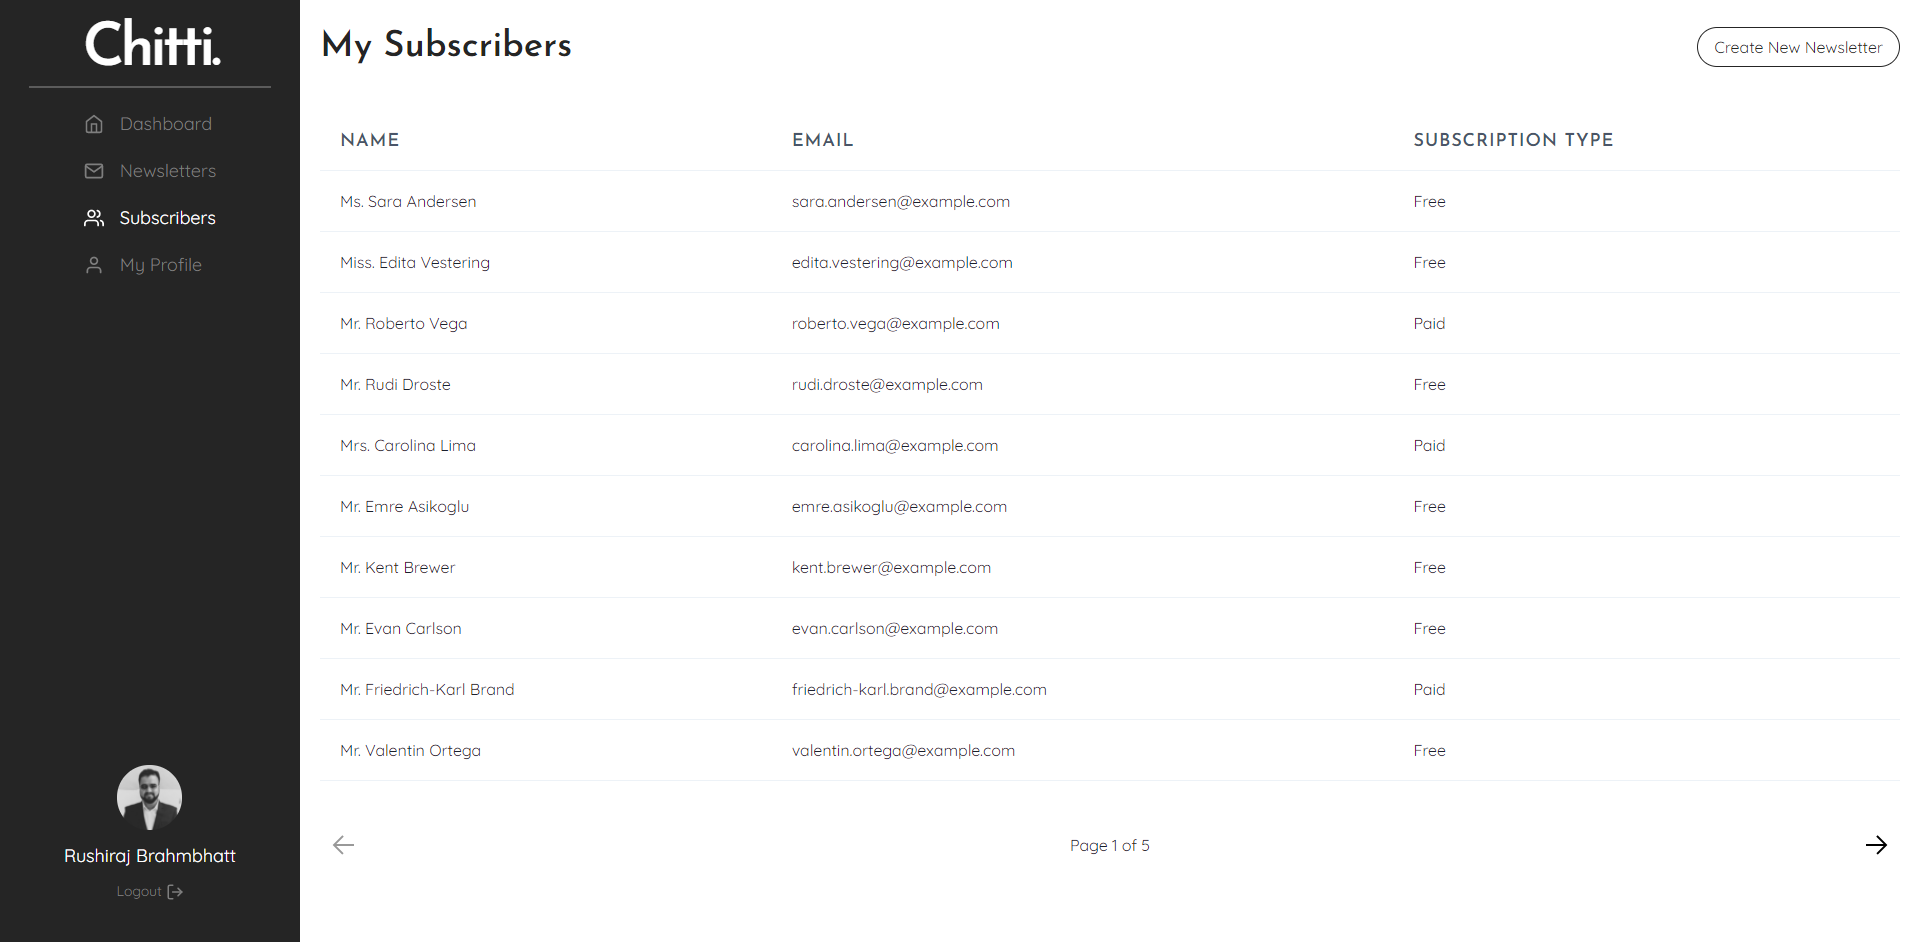 Chitti.
Dashboard
Newsletters
Subscribers
My Profile
Rushiraj Brahmbhatt
Logout
My Subscribers
Create New Newsletter
NAME EMAIL SUBSCRIPTION TYPE
Ms. Sara Andersen sara.andersen@example.com Free
Miss. Edita Vestering edita.vestering@example.com Free
Mr. Roberto Vega roberto.vega@example.com Paid
Mr. Rudi Droste rudi.droste@example.com Free
Mrs. Carolina Lima carolina.lima@example.com Paid
Mr. Emre Asikoglu emre.asikoglu@example.com Free
Mr. Kent Brewer kent.brewer@example.com Free
Mr. Evan Carlson evan.carlson@example.com Free
Mr. Friedrich-Karl Brand friedrich-karl.brand@example.com Paid
Mr. Valentin Ortega valentin.ortega@example.com Free
Page 1 of 5